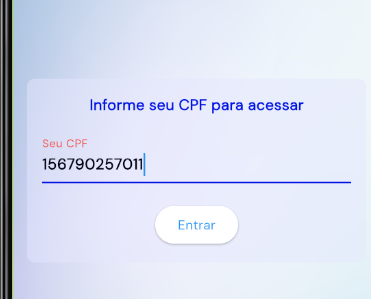 Informe seu CPF para acessar
Seu CPF
156790257011
Entrar